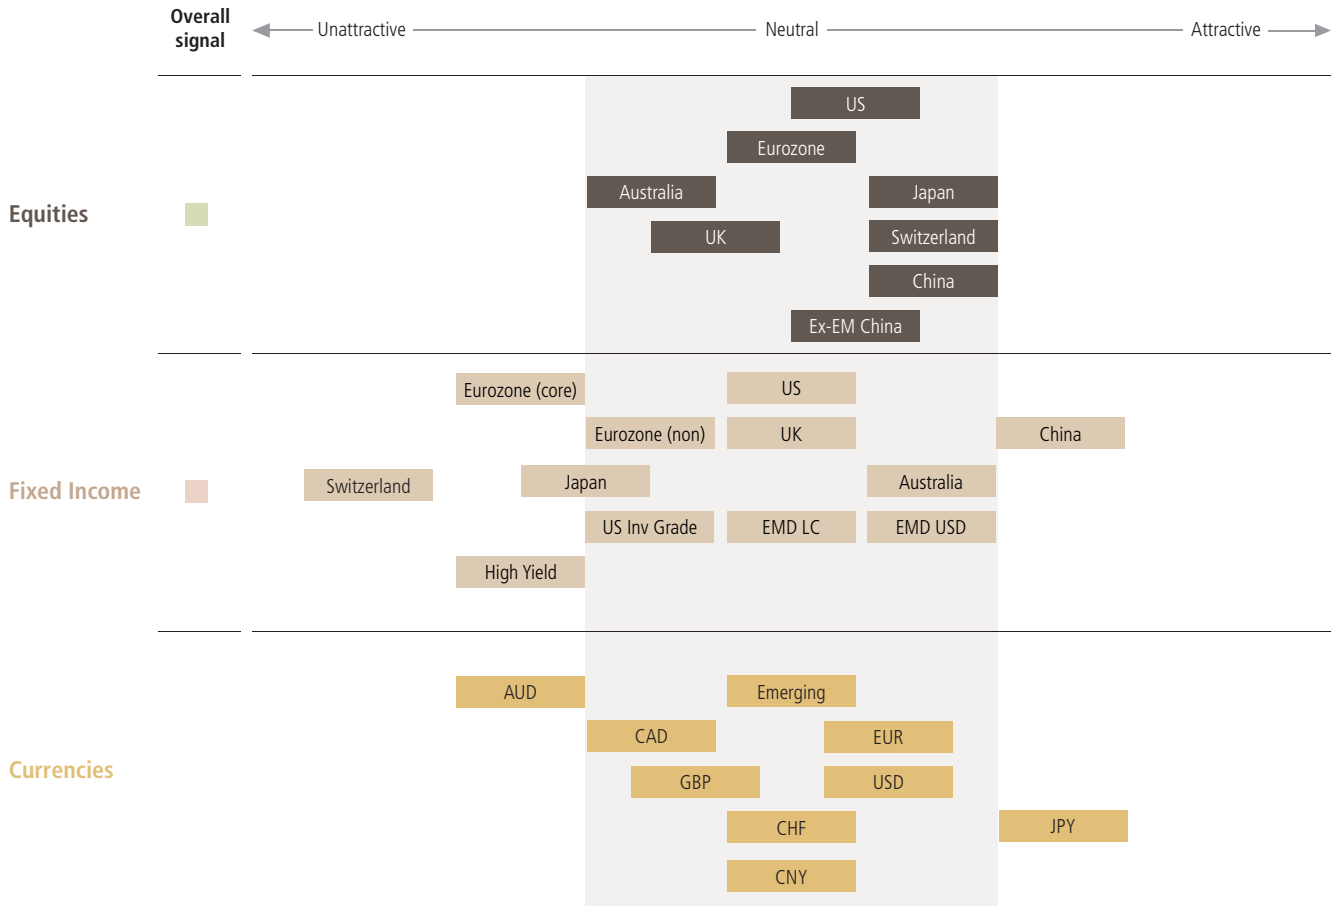 Overall signal
Unattractive
Neutral
Attractive
Equities
US
Eurozone
Australia
Japan
UK
Switzerland
China
Ex-EM China
Fixed Income
Eurozone (core)
US
Eurozone (non)
UK
China
Switzerland
Japan
Australia
US Inv Grade
EMD LC
EMD USD
High Yield
Currencies
AUD
Emerging
CAD
EUR
GBP
USD
CHF
JPY
CNY